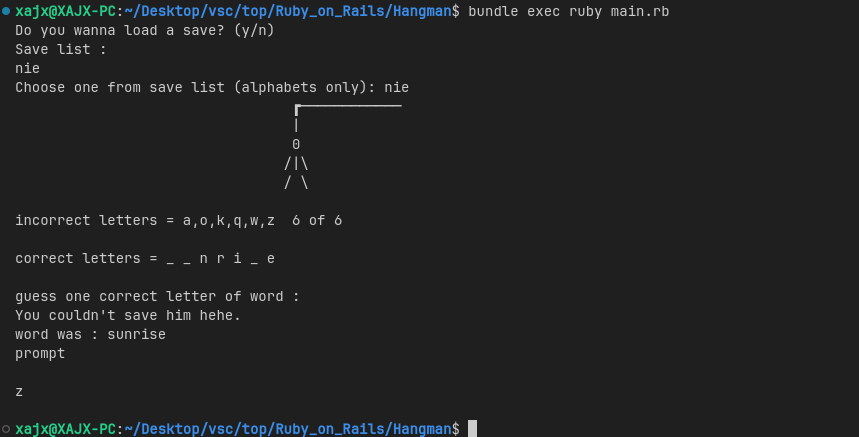 xajx@XAJX-PC:~/Desktop/vsc/top/Ruby_on_Rails/Hangman$ bundle exec ruby main.rb
Do you wanna load a save? (y/n)
Save list :
nie
Choose one from save list (alphabets only): nie
|
0
/|\
/ \
incorrect letters = a,o,k,q,w,z  6 of 6
correct letters = _ _ n r i _ e
guess one correct letter of word :
You couldn't save him hehe.
word was : sunrise
prompt
z
xajx@XAJX-PC:~/Desktop/vsc/top/Ruby_on_Rails/Hangman$